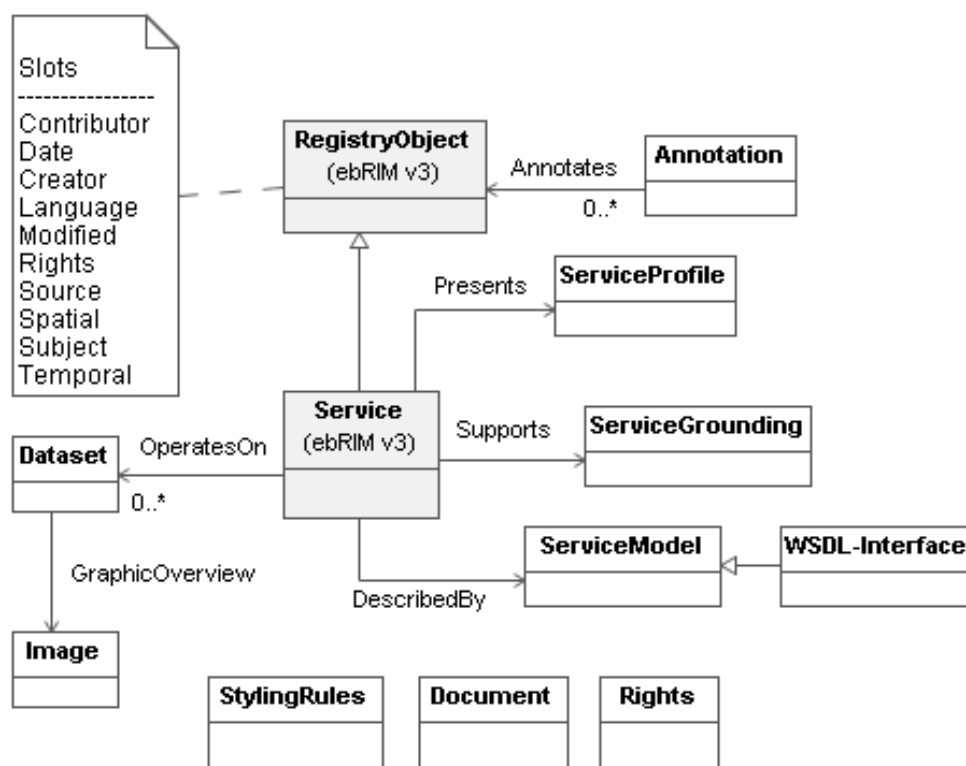 Slots
----------------
Contributor
Date
Creator
Language
Modified
Rights
Source
Spatial
Subject
Temporal
RegistryObject
(ebRIM v3)
Annotates
0..*
Annotation
Presents
ServiceProfile
Service
(ebRIM v3)
Supports
ServiceGrounding
OperatesOn
0..*
Dataset
DescribedBy
ServiceModel
WSDL-Interface
GraphicOverview
Image
StylingRules
Document
Rights